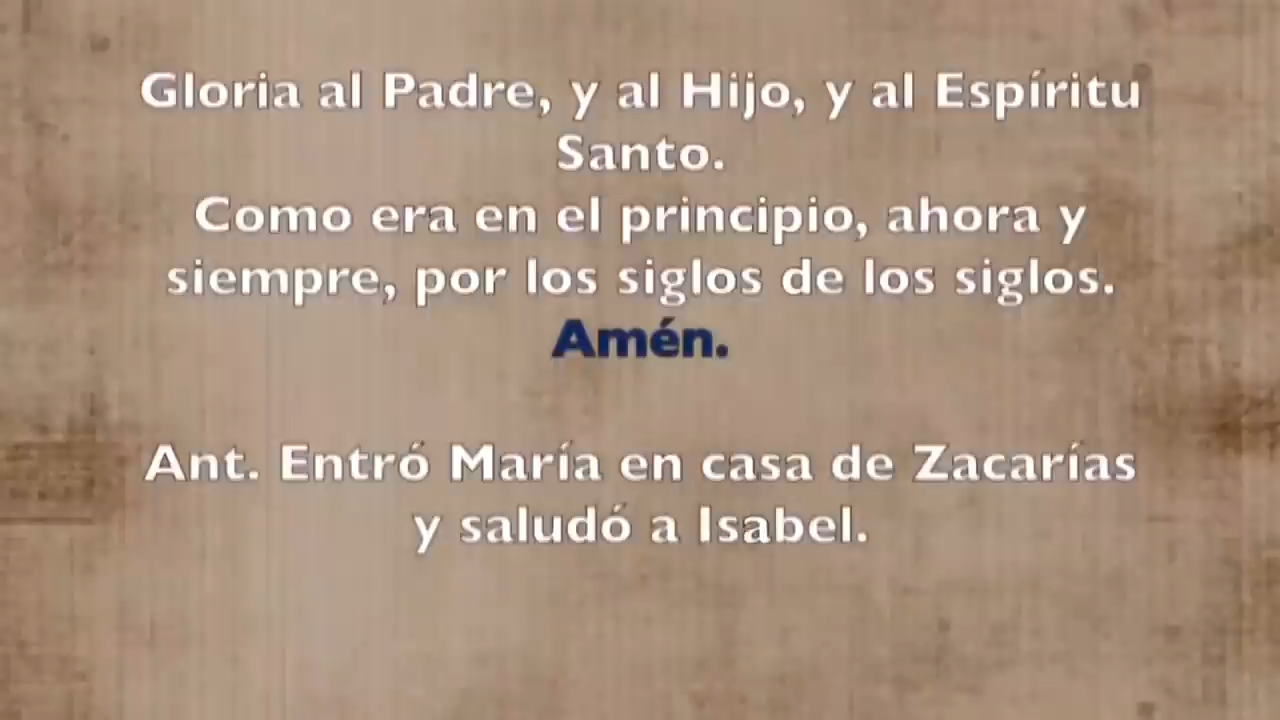 Gloria al Padre, y al Hijo, y al Espíritu
Santo.
Como era en el principio, ahora y
siempre, por los siglos de los siglos.
Amén.
Ant. Entró María en casa de Zacarías
y saludó a Isabel.